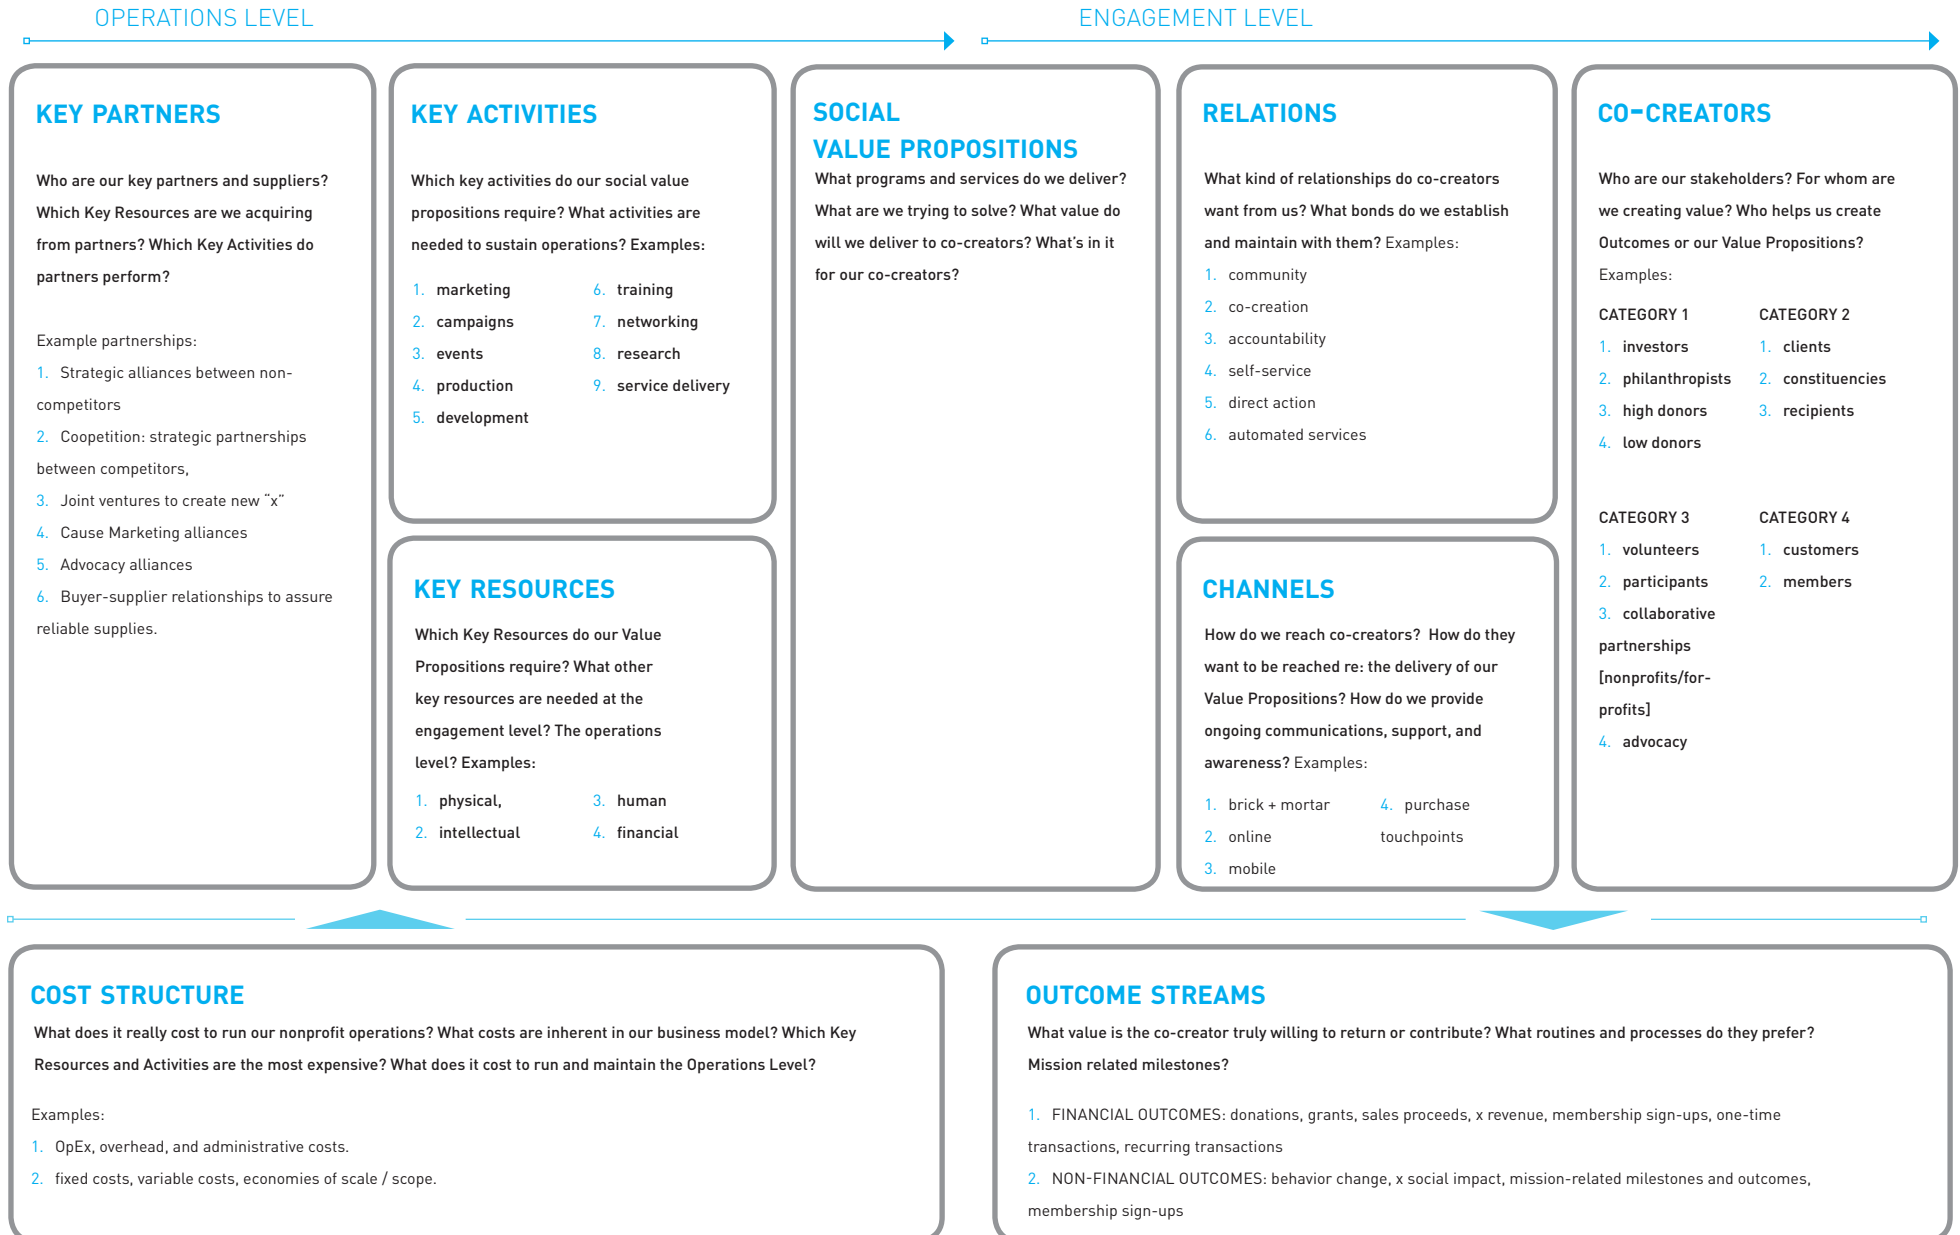 OPERATIONS LEVEL
ENGAGEMENT LEVEL
KEY PARTNERS
Who are our key partners and suppliers?
Which Key Resources are we acquiring
from partners? Which Key Activities do
partners perform?
Example partnerships:
1. Strategic alliances between non-
competitors
2. Coopetition: strategic partnerships
between competitors,
3. Joint ventures to create new “x”
4. Cause Marketing alliances
5. Advocacy alliances
6. Buyer-supplier relationships to assure
reliable supplies.
KEY ACTIVITIES
Which key activities do our social value
propositions require? What activities are
needed to sustain operations? Examples:
1. marketing
2. campaigns
3. events
4. production
5. development
6. training
7. networking
8. research
9. service delivery
KEY RESOURCES
Which Key Resources do our Value
Propositions require? What other
key resources are needed at the
engagement level? The operations
level? Examples:
1. physical,
2. intellectual
3. human
4. financial
SOCIAL
VALUE PROPOSITIONS
What programs and services do we deliver?
What are we trying to solve? What value do
will we deliver to co-creators? What’s in it
for our co-creators?
RELATIONS
What kind of relationships do co-creators
want from us? What bonds do we establish
and maintain with them? Examples:
1. community
2. co-creation
3. accountability
4. self-service
5. direct action
6. automated services
CHANNELS
How do we reach co-creators? How do they
want to be reached re: the delivery of our
Value Propositions? How do we provide
ongoing communications, support, and
awareness? Examples:
1. brick + mortar
2. online
3. mobile
4. purchase
touchpoints
CO-CREATORS
Who are our stakeholders? For whom are
we creating value? Who helps us create
Outcomes or our Value Propositions?
Examples:
CATEGORY 1
1. investors
2. philanthropists
3. high donors
4. low donors
CATEGORY 2
1. clients
2. constituencies
3. recipients
CATEGORY 3
1. volunteers
2. participants
3. collaborative
partnerships
[nonprofits/for-
profits]
4. advocacy
CATEGORY 4
1. customers
2. members
COST STRUCTURE
What does it really cost to run our nonprofit operations? What costs are inherent in our business model? Which Key
Resources and Activities are the most expensive? What does it cost to run and maintain the Operations Level?
Examples:
1. OpEx, overhead, and administrative costs.
2. fixed costs, variable costs, economies of scale / scope.
OUTCOME STREAMS
What value is the co-creator truly willing to return or contribute? What routines and processes do they prefer?
Mission related milestones?
1. FINANCIAL OUTCOMES: donations, grants, sales proceeds, x revenue, membership sign-ups, one-time
transactions, recurring transactions
2. NON-FINANCIAL OUTCOMES: behavior change, x social impact, mission-related milestones and outcomes,
membership sign-ups